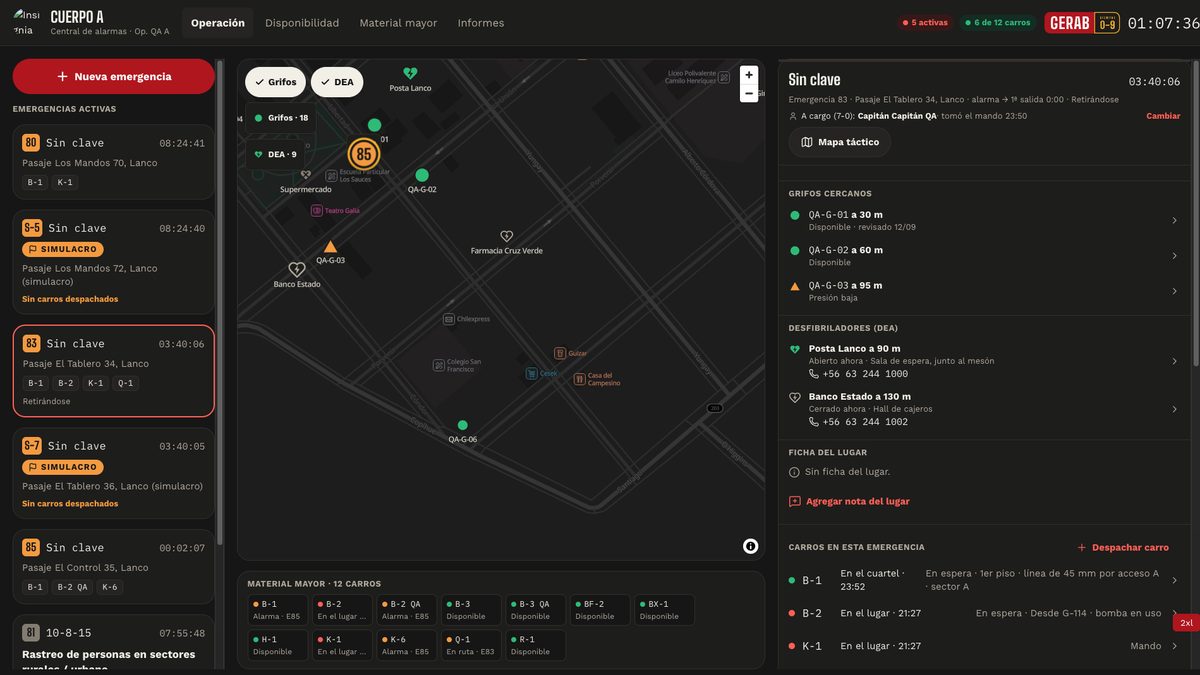 Insi
nia
CUERPO A
Central de alarmas · Op. QA A
Operación
Disponibilidad
Material mayor
Informes
5 activas
6 de 12 carros
GERAB
0-9
01:07:36
+ Nueva emergencia
EMERGENCIAS ACTIVAS
80 Sin clave 08:24:41
Pasaje Los Mandos 70, Lanco
B-1 K-1
S-5 Sin clave 08:24:40
SIMULACRO
Pasaje Los Mandos 72, Lanco
(simulacro)
Sin carros despachados
83 Sin clave 03:40:06
Pasaje El Tablero 34, Lanco
B-1 B-2 K-1 Q-1
Retirándose
S-7 Sin clave 03:40:05
SIMULACRO
Pasaje El Tablero 36, Lanco (simulacro)
Sin carros despachados
85 Sin clave 00:02:07
Pasaje El Control 35, Lanco
B-1 B-2 QA K-6
81 10-8-15 07:55:48
Rastreo de personas en sectores
rurales / urbano
Grifos
DEA
Grifos · 18
DEA · 9
Posta Lanco
Liceo Polivalente
Camilo Henríquez
+
−
01
85
Escuela Particular
Los Sauces
Supermercado
QA-G-02
Teatro Galia
QA-G-03
Banco Estado
Farmacia Cruz Verde
Chilexpress
Colegio San
Francisco
Guizar
Cesek
Casa del
Campesino
QA-G-06
Yungay
Yungay
Santiago
MATERIAL MAYOR · 12 CARROS
B-1
Alarma · E85
B-2
En el lugar ...
B-2 QA
Alarma · E85
B-3
Disponible
B-3 QA
Disponible
BF-2
Disponible
BX-1
Disponible
H-1
Disponible
K-1
En el lugar ...
K-6
Alarma · E85
Q-1
En ruta · E83
R-1
Disponible
Sin clave 03:40:06
Emergencia 83 · Pasaje El Tablero 34, Lanco · alarma → 1ª salida 0:00 · Retirándose
A cargo (7-0): Capitán Capitán QA · tomó el mando 23:50 Cambiar
Mapa táctico
GRIFOS CERCANOS
QA-G-01 a 30 m
Disponible · revisado 12/09
QA-G-02 a 60 m
Disponible
QA-G-03 a 95 m
Presión baja
DESFIBRILADORES (DEA)
Posta Lanco a 90 m
Abierto ahora · Sala de espera, junto al mesón
+56 63 244 1000
Banco Estado a 130 m
Cerrado ahora · Hall de cajeros
+56 63 244 1002
FICHA DEL LUGAR
Sin ficha del lugar.
Agregar nota del lugar
CARROS EN ESTA EMERGENCIA + Despachar carro
B-1 En el cuartel · 23:52 En espera · 1er piso · línea de 45 mm por acceso A · sector A
B-2 En el lugar · 21:27 En espera · Desde G-114 · bomba en uso
2xl
K-1 En el lugar · 21:27 Mando